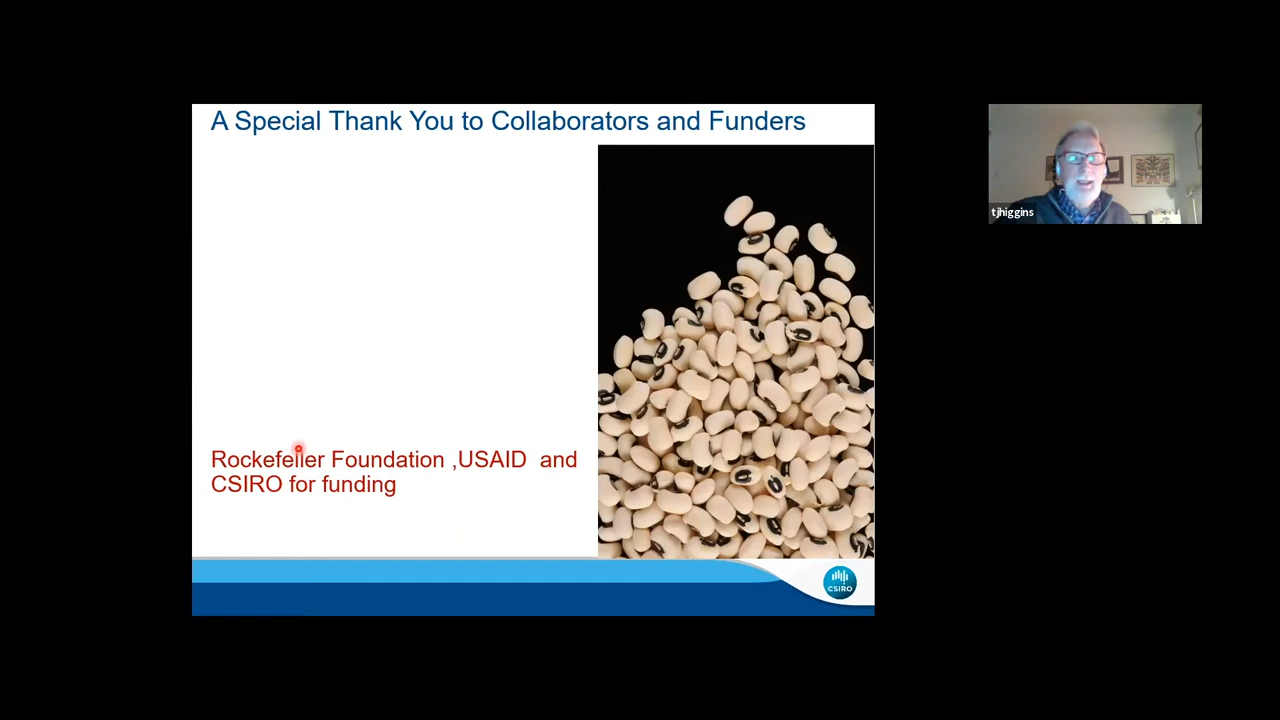 A Special Thank You to Collaborators and Funders
tjhiggins
Rockefeller Foundation ,USAID  and
CSIRO for funding
CSIRO